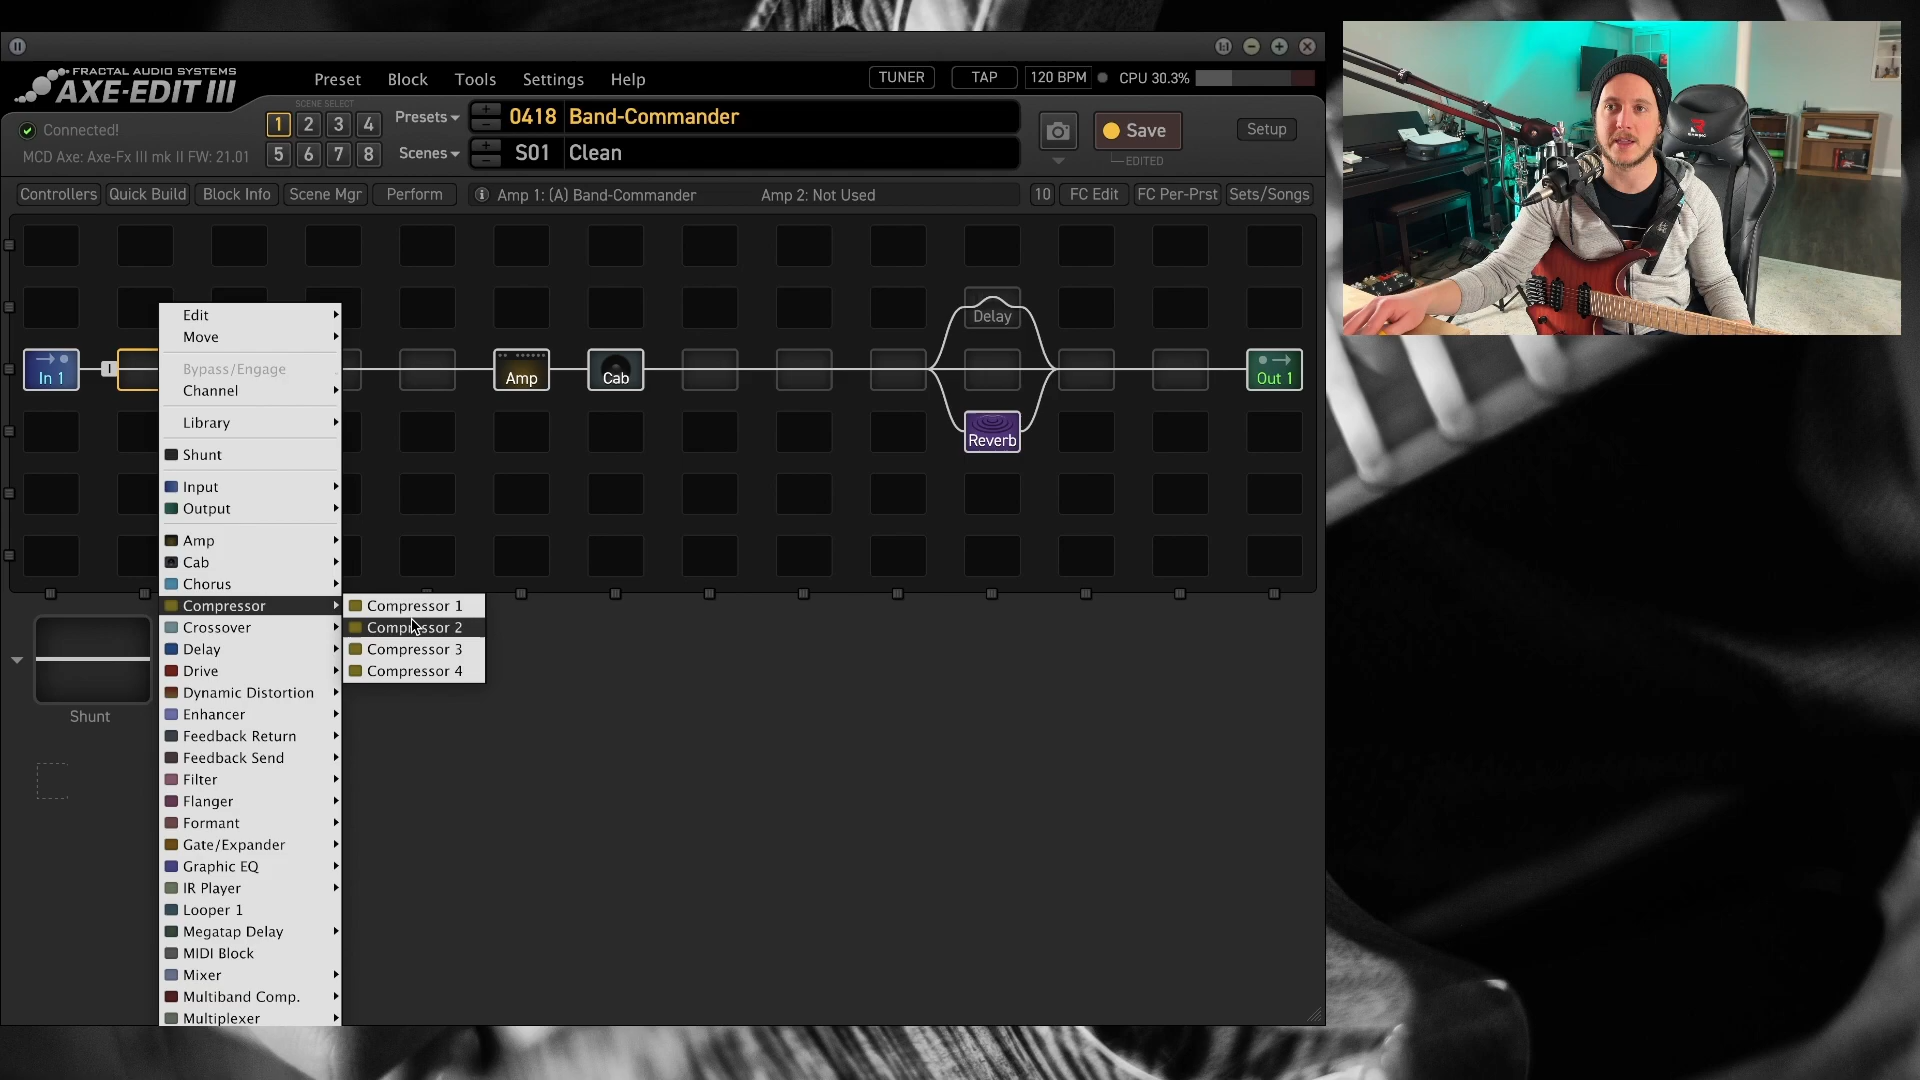 FRACTAL AUDIO SYSTEMS
AXE-EDIT III
Preset
Block
Tools
Settings
Help
TUNER
TAP
120 BPM
CPU 30.3%
SCENE SELECT
1 2 3 4
5 6 7 8
Presets
0418 Band-Commander
Scenes
S01 Clean
Save
EDITED
Setup
Connected!
MCD Axe: Axe-Fx III mk II FW: 21.01
Controllers
Quick Build
Block Info
Scene Mgr
Perform
Amp 1: (A) Band-Commander
Amp 2: Not Used
10
FC Edit
FC Per-Prst
Sets/Songs
In 1
Amp
Cab
Delay
Reverb
Out 1
Shunt
Edit
Move
Bypass/Engage
Channel
Library
Shunt
Input
Output
Amp
Cab
Chorus
Compressor
Crossover
Delay
Drive
Dynamic Distortion
Enhancer
Feedback Return
Feedback Send
Filter
Flanger
Formant
Gate/Expander
Graphic EQ
IR Player
Looper 1
Megatap Delay
MIDI Block
Mixer
Multiband Comp.
Multiplexer
Compressor 1
Compressor 2
Compressor 3
Compressor 4